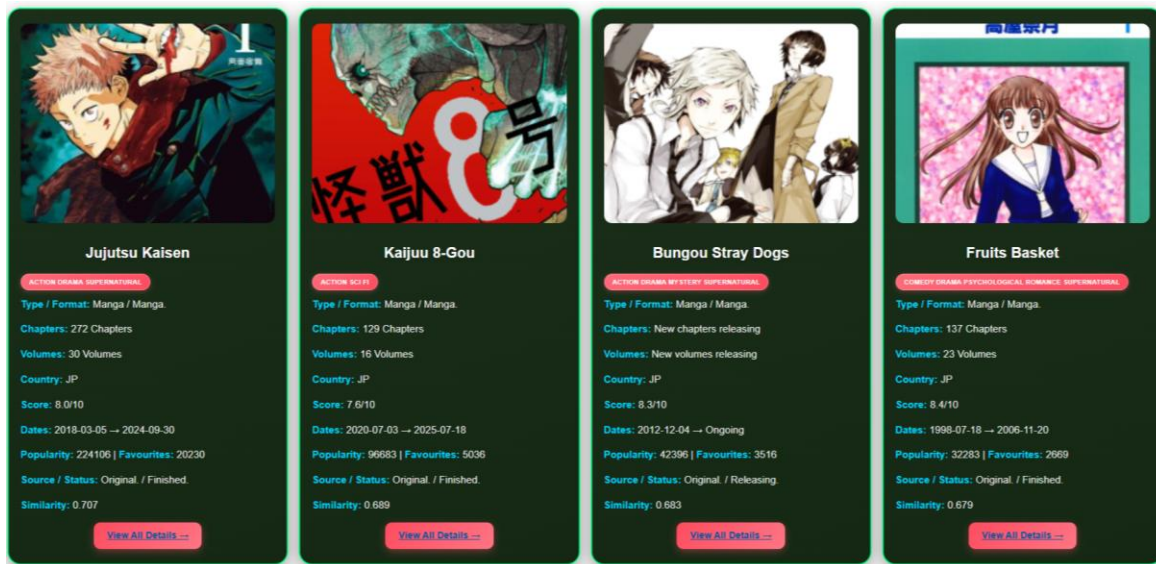 1
芥見下々
怪獣8号
高屋奈月
1
Jujutsu Kaisen
ACTION DRAMA SUPERNATURAL
Type / Format: Manga / Manga.
Chapters: 272 Chapters
Volumes: 30 Volumes
Country: JP
Score: 8.0/10
Dates: 2018-03-05 → 2024-09-30
Popularity: 224106 | Favourites: 20230
Source / Status: Original. / Finished.
Similarity: 0.707
View All Details →
Kaijuu 8-Gou
ACTION SCI FI
Type / Format: Manga / Manga.
Chapters: 129 Chapters
Volumes: 16 Volumes
Country: JP
Score: 7.6/10
Dates: 2020-07-03 → 2025-07-18
Popularity: 96683 | Favourites: 5036
Source / Status: Original. / Finished.
Similarity: 0.689
View All Details →
Bungou Stray Dogs
ACTION DRAMA MYSTERY SUPERNATURAL
Type / Format: Manga / Manga.
Chapters: New chapters releasing
Volumes: New volumes releasing
Country: JP
Score: 8.3/10
Dates: 2012-12-04 → Ongoing
Popularity: 42396 | Favourites: 3516
Source / Status: Original. / Releasing.
Similarity: 0.683
View All Details →
Fruits Basket
COMEDY DRAMA PSYCHOLOGICAL ROMANCE SUPERNATURAL
Type / Format: Manga / Manga.
Chapters: 137 Chapters
Volumes: 23 Volumes
Country: JP
Score: 8.4/10
Dates: 1998-07-18 → 2006-11-20
Popularity: 32283 | Favourites: 2669
Source / Status: Original. / Finished.
Similarity: 0.679
View All Details →